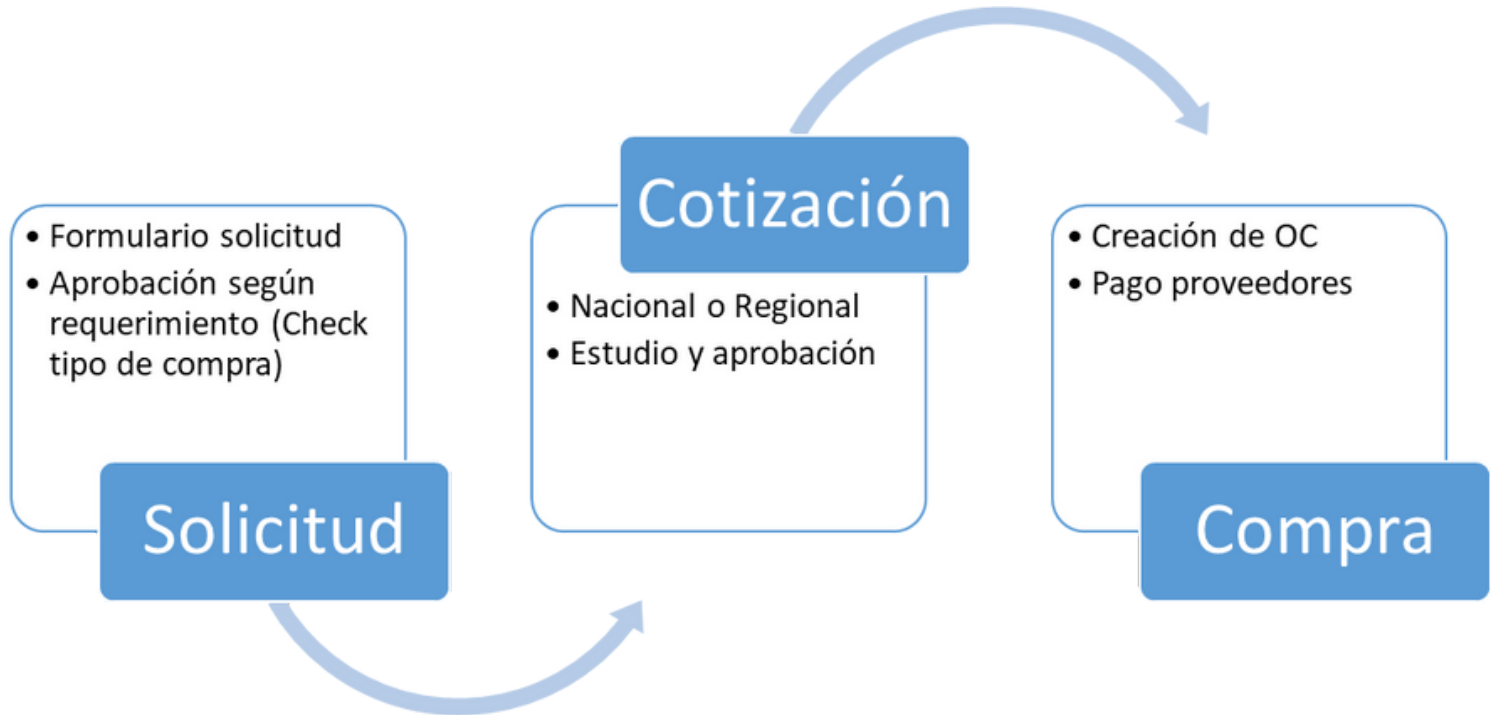 • Formulario solicitud
• Aprobación según
requerimiento (Check
tipo de compra)
Solicitud
Cotización
• Nacional o Regional
• Estudio y aprobación
• Creación de OC
• Pago proveedores
Compra